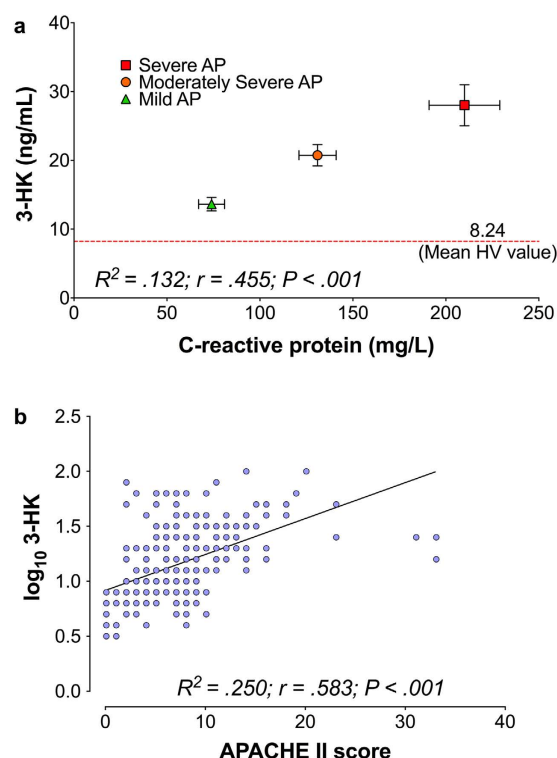 a
3-HK (ng/mL)
40
30
20
10
0
Severe AP
Moderately Severe AP
Mild AP
8.24
(Mean HV value)
R² = .132; r = .455; P < .001
0 50 100 150 200 250
C-reactive protein (mg/L)
b
log₁₀ 3-HK
2.5
2.0
1.5
1.0
0.5
0.0
R² = .250; r = .583; P < .001
0 10 20 30 40
APACHE II score